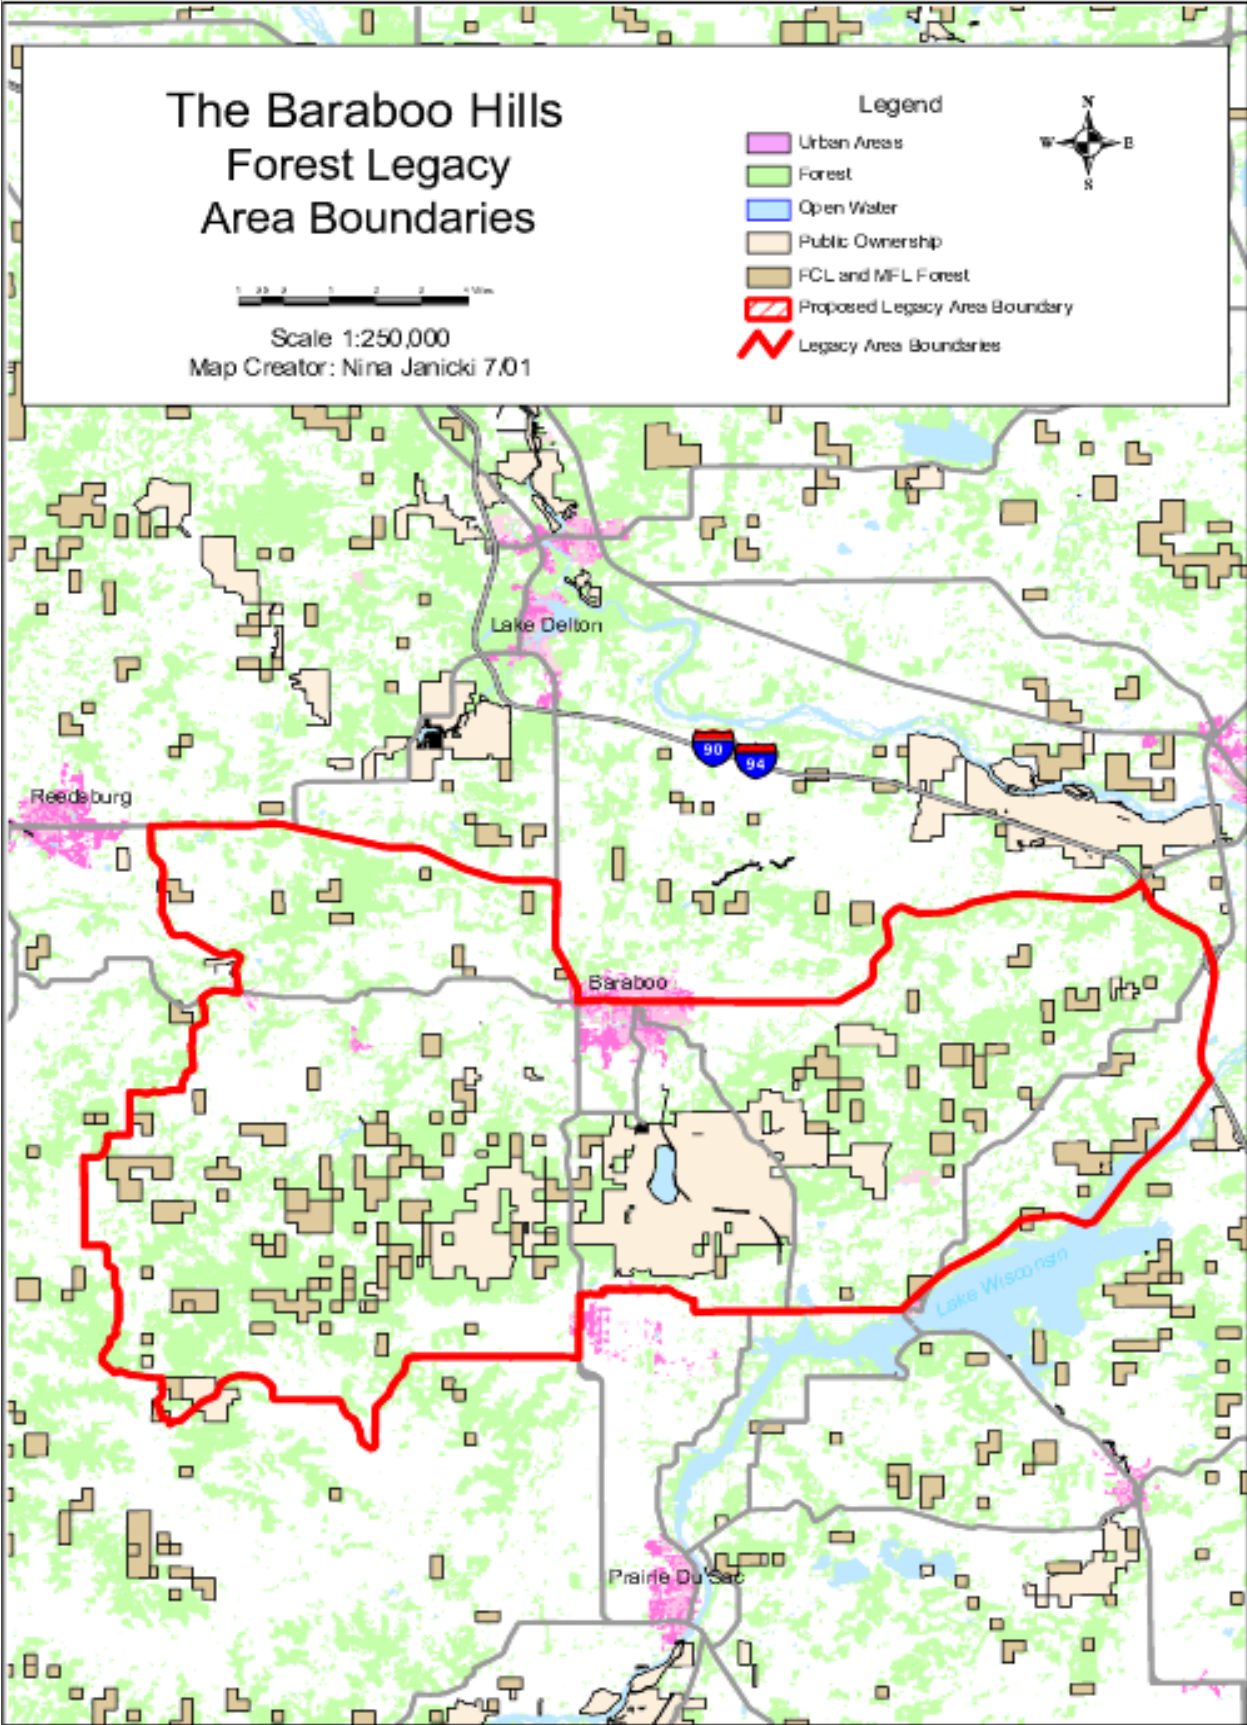 The Baraboo Hills
Forest Legacy
Area Boundaries
Scale 1:250,000
Map Creator: Nina Janicki 7/01
Legend
Urban Areas
Forest
Open Water
Public Ownership
FCL and MFL Forest
Proposed Legacy Area Boundary
Legacy Area Boundaries
N
W
E
S
Lake Delton
90
94
Reedsburg
Baraboo
Lake Wisconsin
Prairie Du Sac